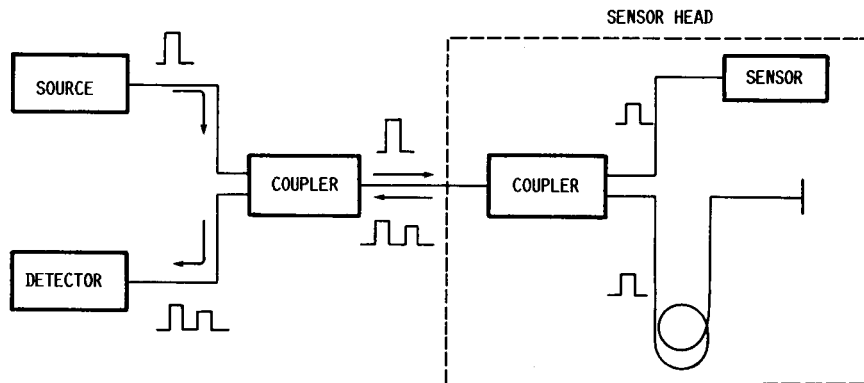 SENSOR HEAD
SOURCE
SENSOR
COUPLER
COUPLER
DETECTOR